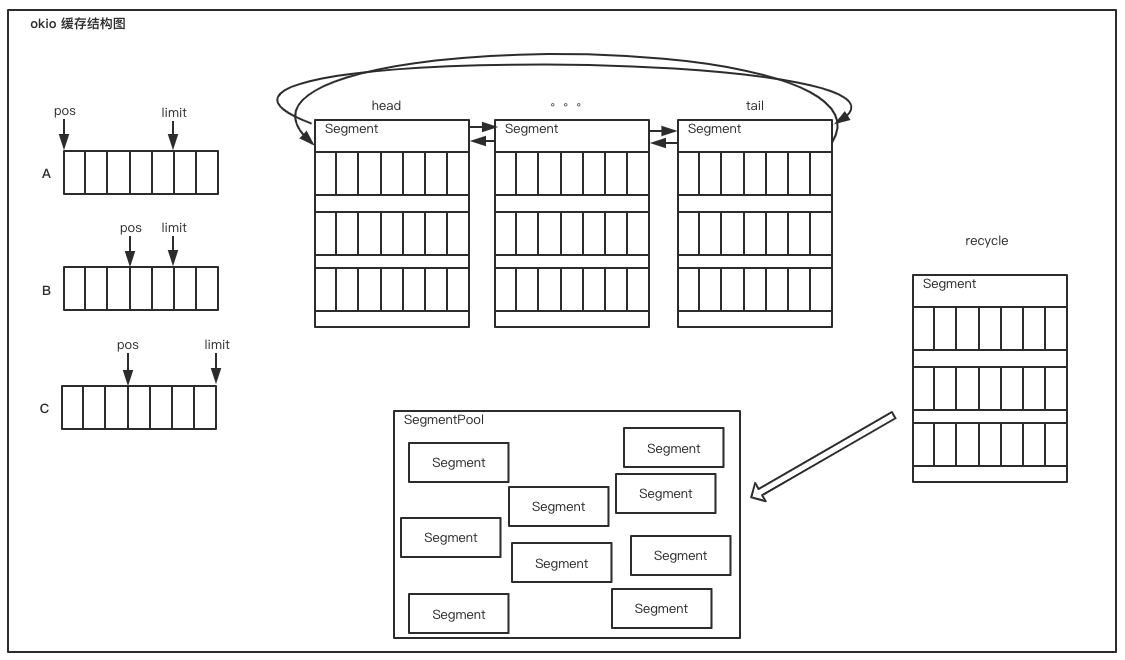 okio 缓存结构图
pos limit
A
pos limit
B
pos limit
C
head 。。。 tail
Segment Segment Segment
recycle
Segment
SegmentPool
Segment
Segment
Segment
Segment
Segment
Segment
Segment
Segment
Segment